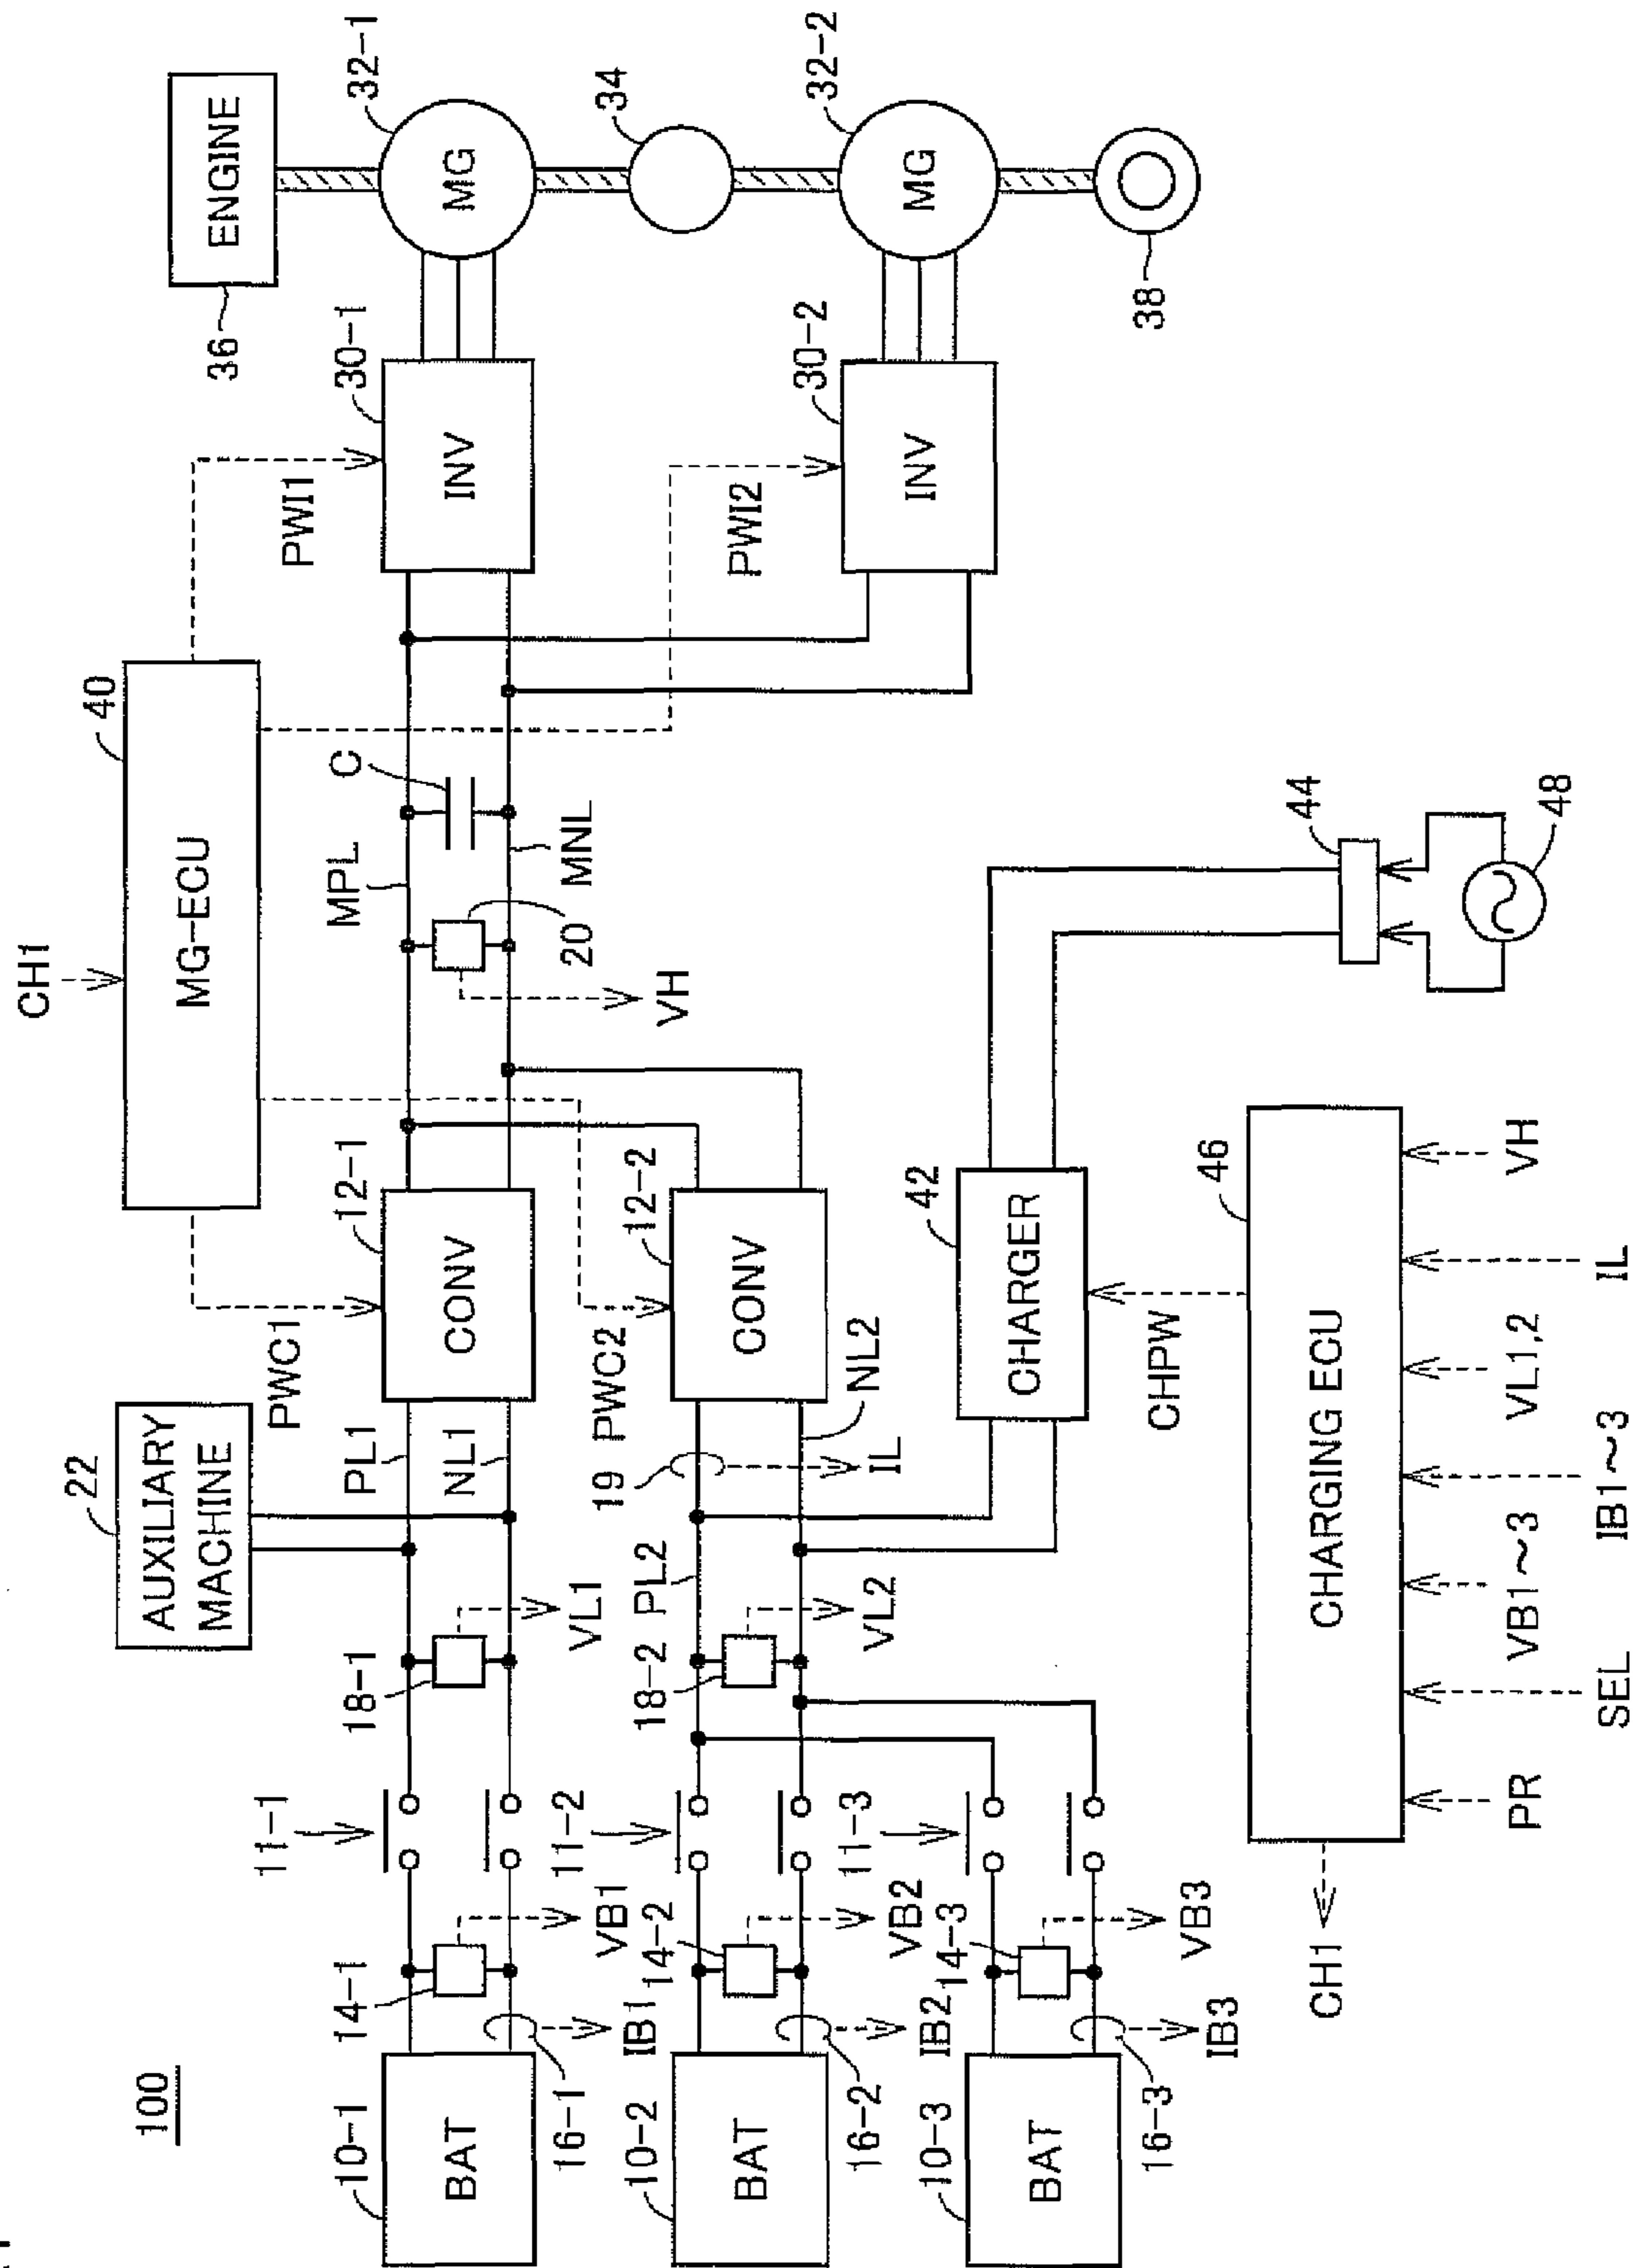 100
ENGINE
36
32-1
MG
34
32-2
MG
38
30-1
INV
PWI1
30-2
INV
PWI2
CH1
40
MG-ECU
MPL
C
MNL
20
VH
12-1
CONV
PWC1
12-2
CONV
PWC2
NL2
22
AUXILIARY
MACHINE
PL1
NL1
19
IL
PL2
18-1
VL1
18-2
VL2
42
CHARGER
CHPW
44
48
46
CHARGING ECU
VH
IL
VL1,2
IB1~3
VB1~3
SEL
PR
CH1
11-1
11-2
11-3
14-1
VB1
14-2
VB2
14-3
VB3
10-1
BAT
16-1
IB1
10-2
BAT
16-2
IB2
10-3
BAT
16-3
IB3